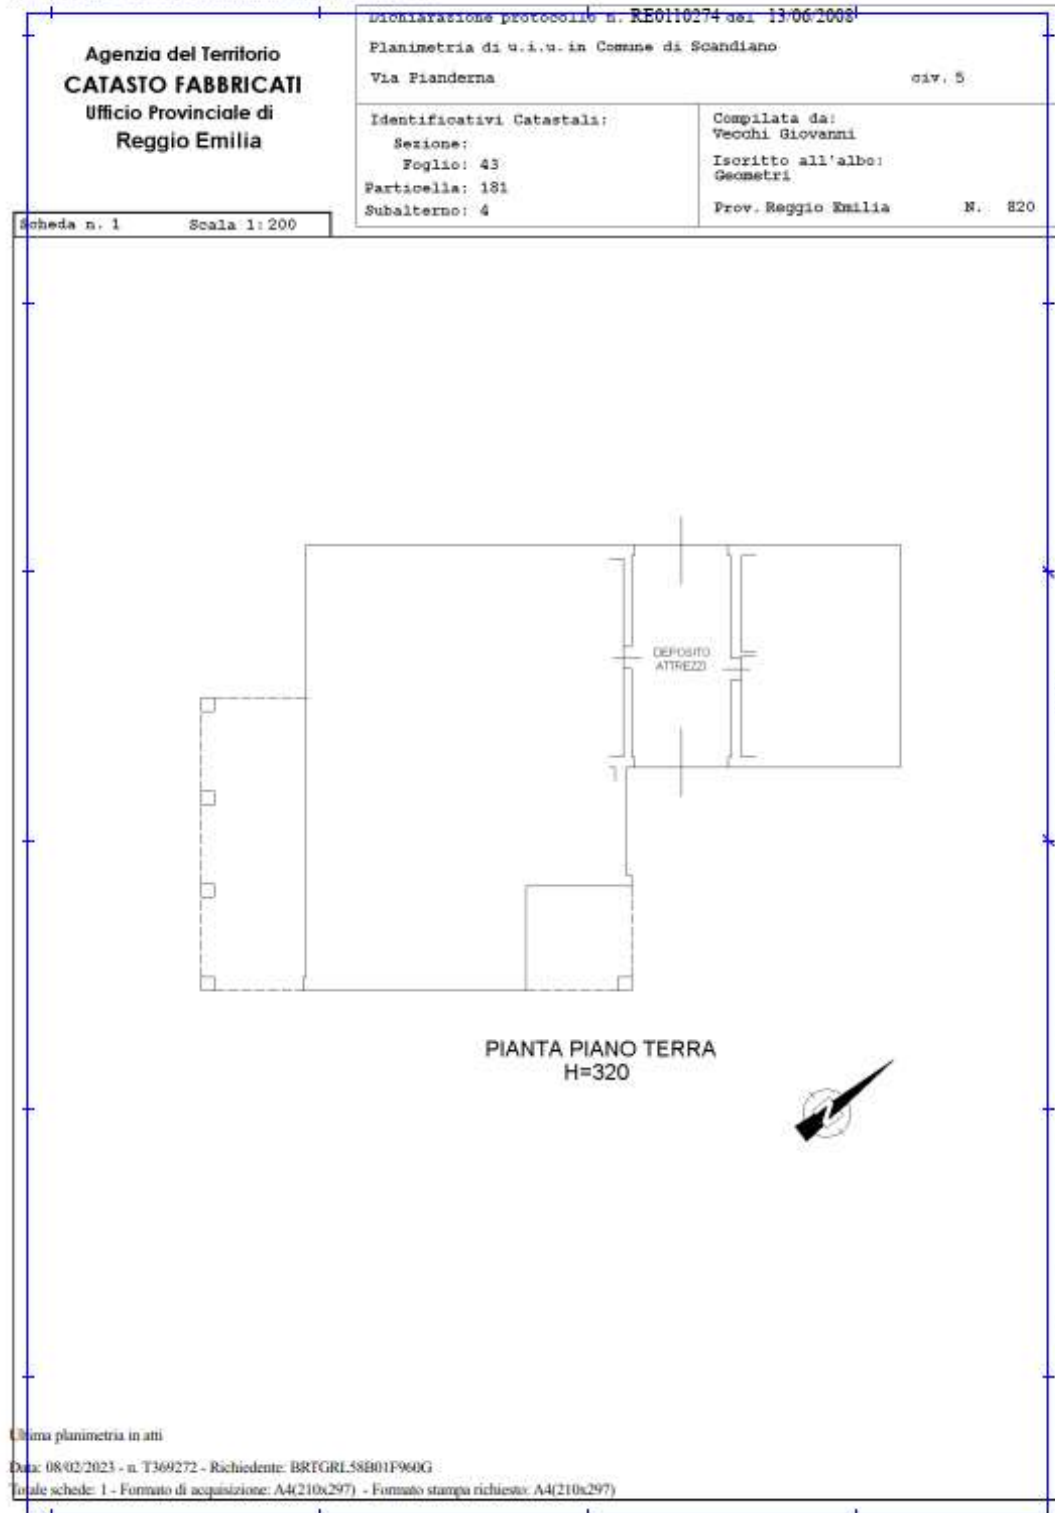 Agenzia del Territorio
CATASTO FABBRICATI
Ufficio Provinciale di
Reggio Emilia
Dichiarazione protocollo n. RE0110274 del 13/06/2008
Planimetria di u.i.u. in Comune di Scandiano
Via Pianderna civ. 5
Identificativi Catastali:
Sezione:
Foglio: 43
Particella: 181
Subalterno: 4
Compilata da:
Vecchi Giovanni
Iscritto all'albo:
Geometri
Prov. Reggio Emilia N. 820
Scheda n. 1 Scala 1:200
DEPOSITO
ATTREZZI
PIANTA PIANO TERRA
H=320
Ultima planimetria in atti
Data: 08/02/2023 - n. T369272 - Richiedente: BRTGRL58B01F960G
Totale schede: 1 - Formato di acquisizione: A4(210x297) - Formato stampa richiesto: A4(210x297)